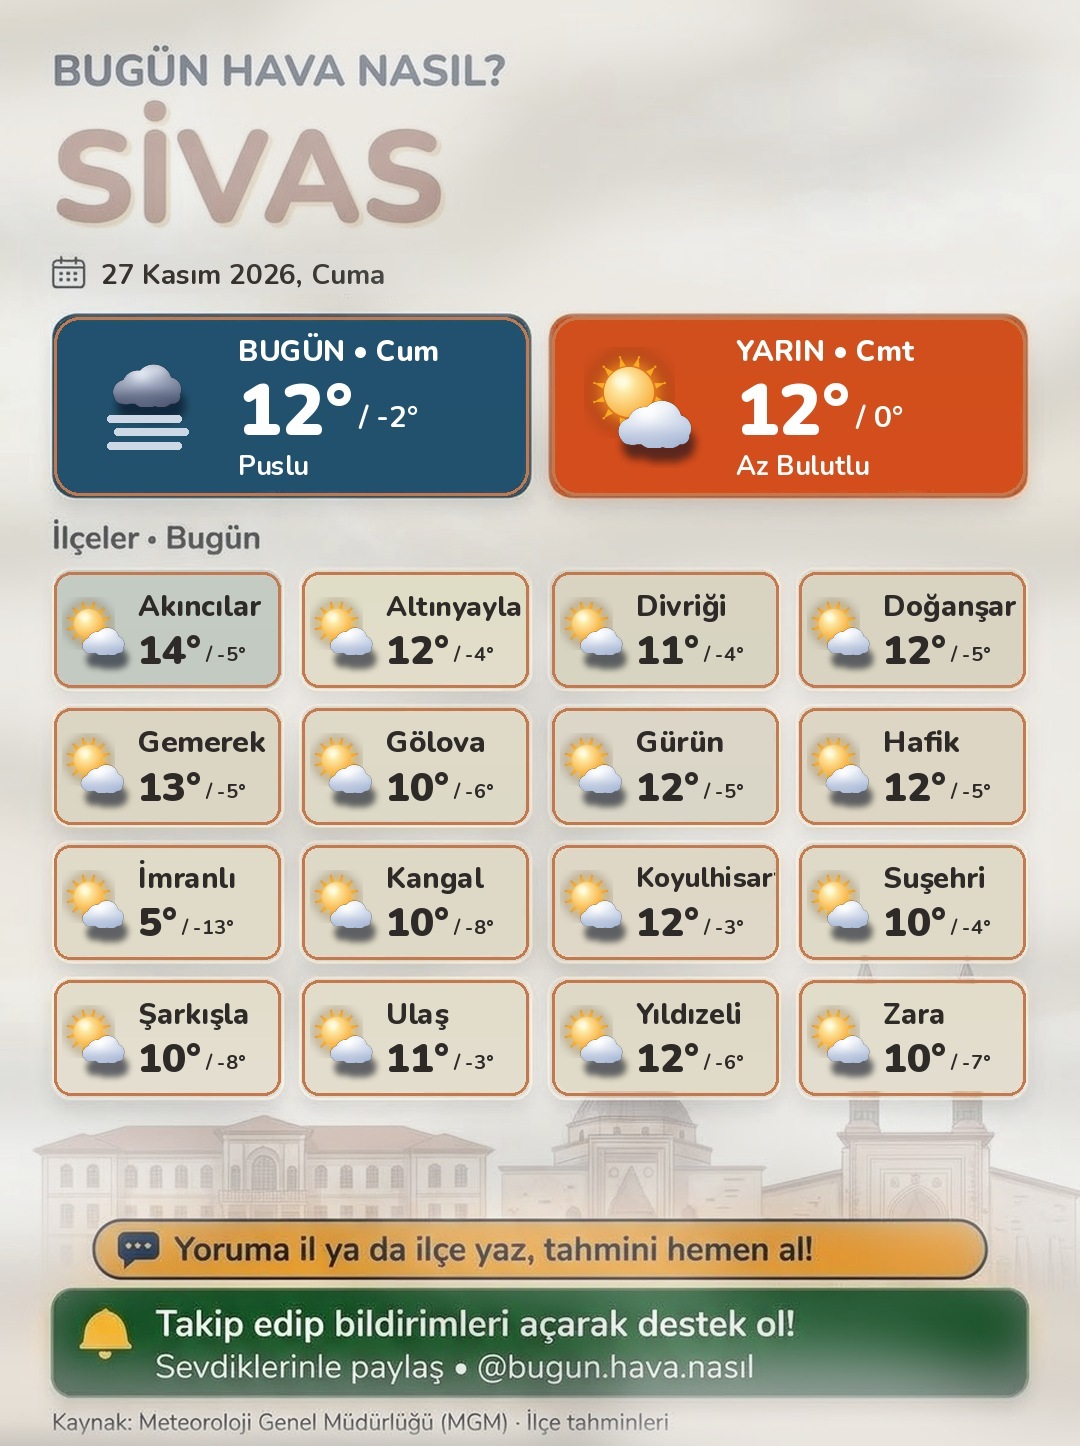 BUGÜN HAVA NASIL?
SİVAS
27 Kasım 2026, Cuma
BUGÜN • Cum
12° / -2°
Puslu
YARIN • Cmt
12° / 0°
Az Bulutlu
İlçeler • Bugün
Akıncılar
14° / -5°
Altınyayla
12° / -4°
Divriği
11° / -4°
Doğanşar
12° / -5°
Gemerek
13° / -5°
Gölova
10° / -6°
Gürün
12° / -5°
Hafik
12° / -5°
İmranlı
5° / -13°
Kangal
10° / -8°
Koyulhisar
12° / -3°
Suşehri
10° / -4°
Şarkışla
10° / -8°
Ulaş
11° / -3°
Yıldızeli
12° / -6°
Zara
10° / -7°
Yoruma il ya da ilçe yaz, tahmini hemen al!
Takip edip bildirimleri açarak destek ol!
Sevdiklerinle paylaş • @bugun.hava.nasıl
Kaynak: Meteoroloji Genel Müdürlüğü (MGM) · İlçe tahminleri